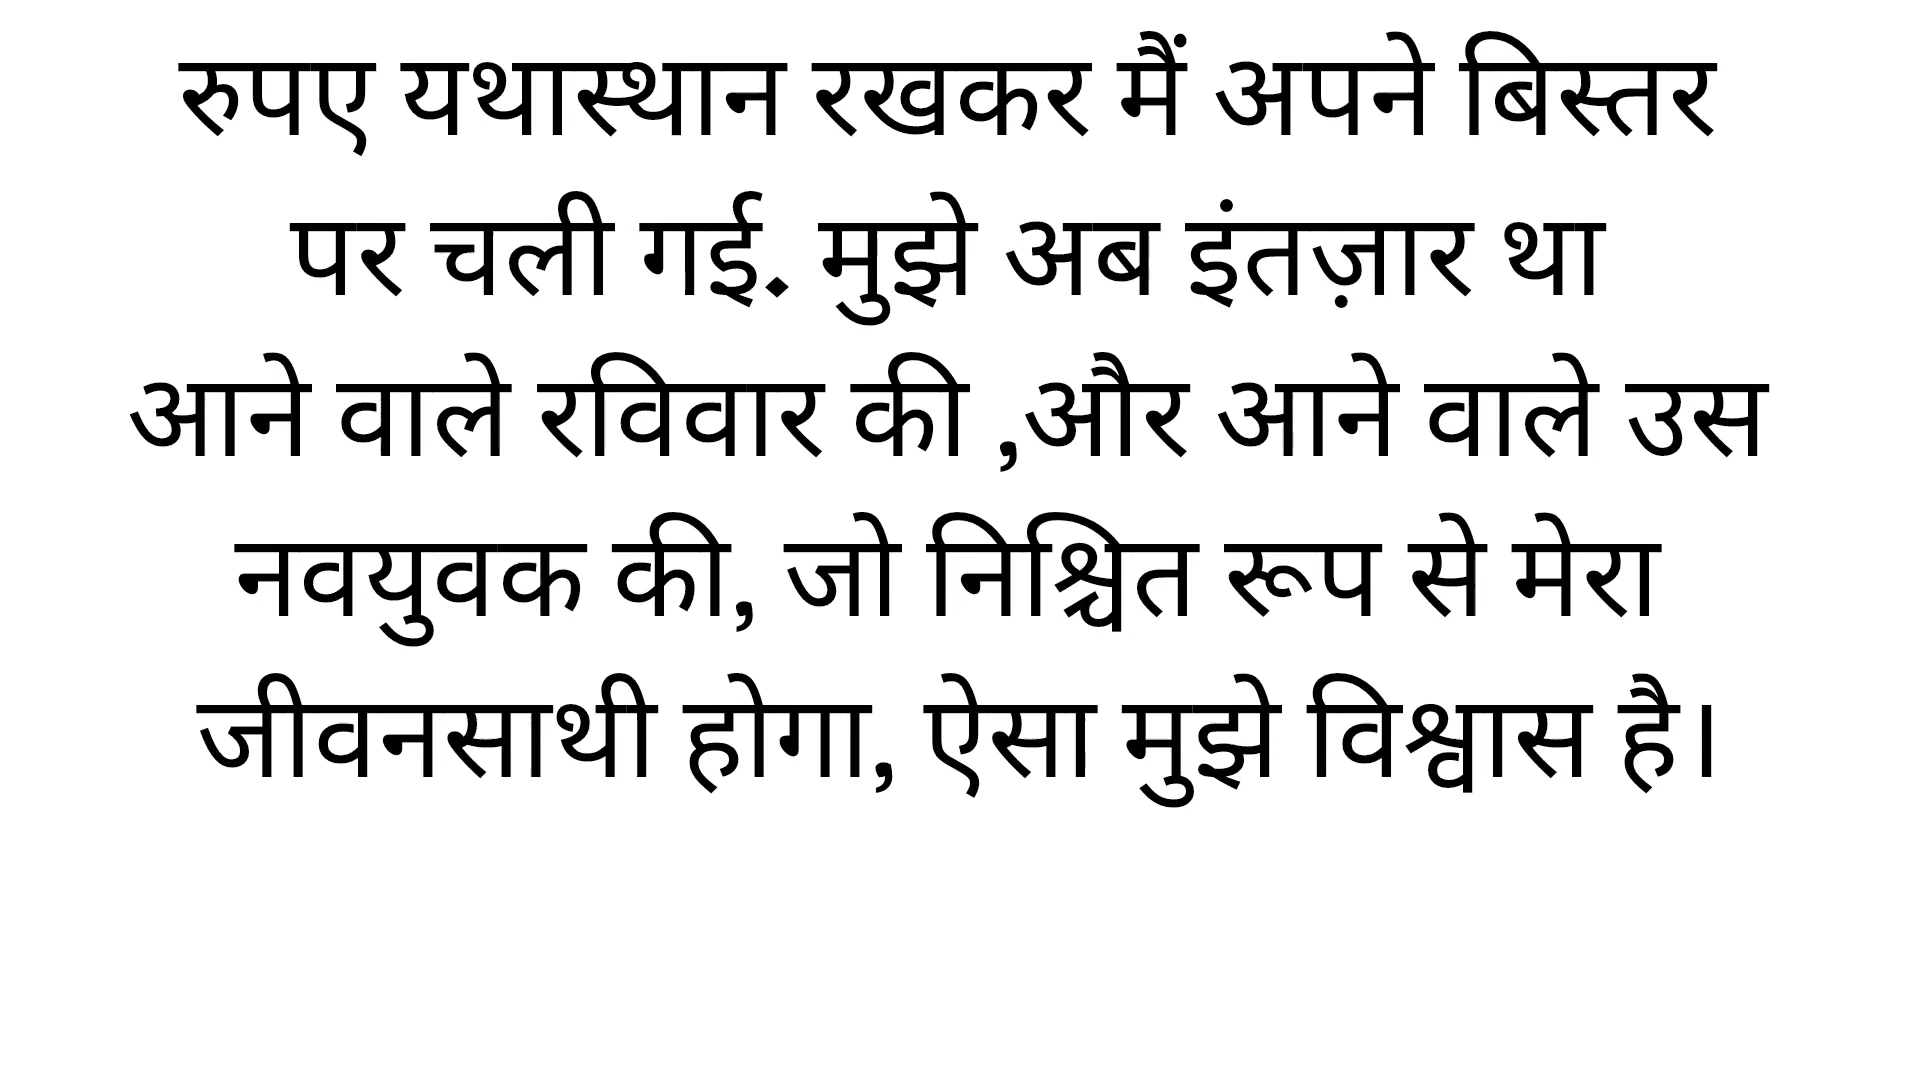 रुपए यथास्थान रखकर मैं अपने बिस्तर
पर चली गई. मुझे अब इंतज़ार था
आने वाले रविवार की ,और आने वाले उस
नवयुवक की, जो निश्चित रूप से मेरा
जीवनसाथी होगा, ऐसा मुझे विश्वास है।